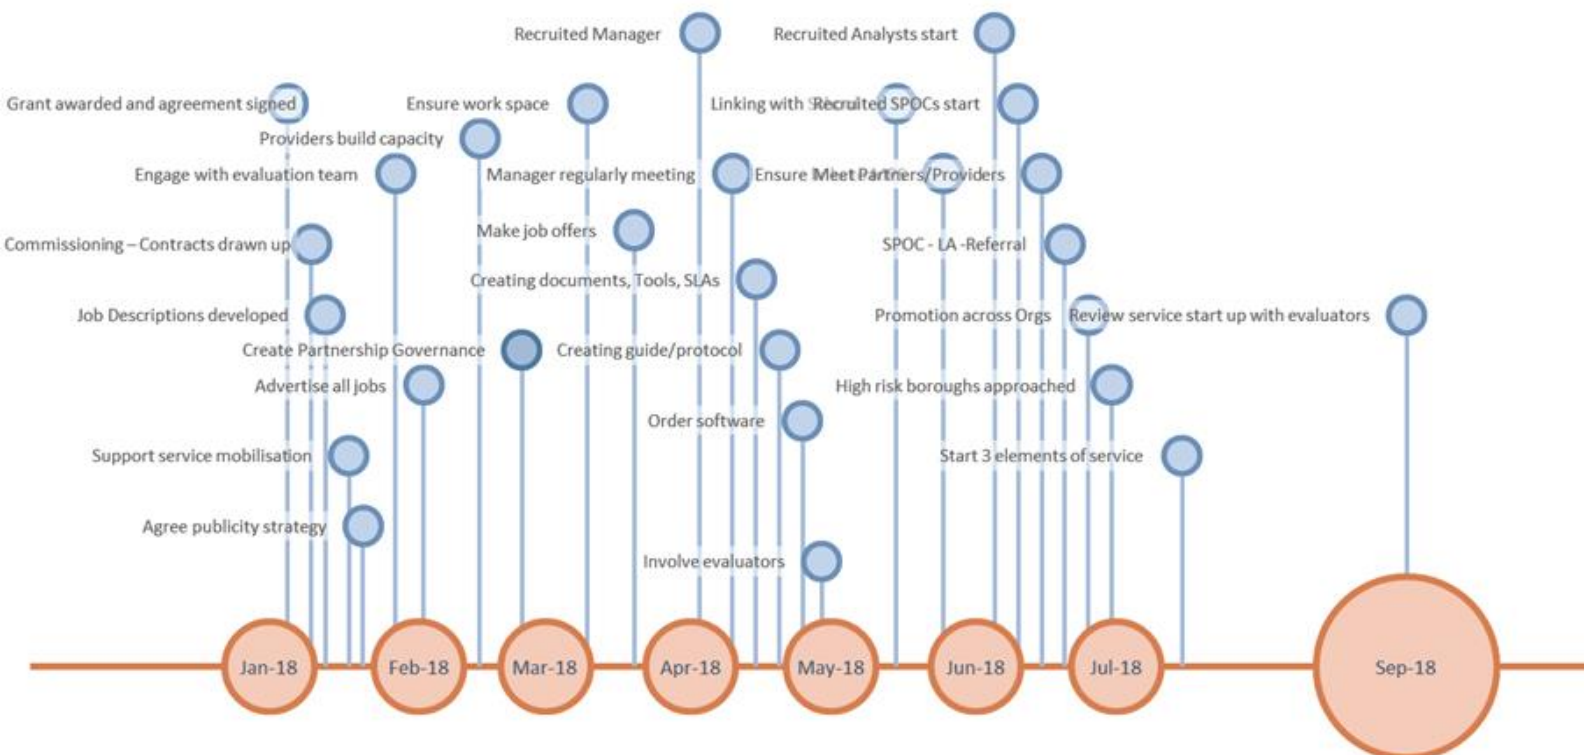 Recruited Manager
Recruited Analysts start
Grant awarded and agreement signed
Ensure work space
Linking with
Recruited SPOCs start
Providers build capacity
Engage with evaluation team
Manager regularly meeting
Ensure
Meet Partners/Providers
Make job offers
Commissioning – Contracts drawn up
SPOC - LA -Referral
Creating documents, Tools, SLAs
Job Descriptions developed
Promotion across Orgs
Review service start up with evaluators
Create Partnership Governance
Creating guide/protocol
Advertise all jobs
High risk boroughs approached
Order software
Support service mobilisation
Start 3 elements of service
Agree publicity strategy
Involve evaluators
Jan-18
Feb-18
Mar-18
Apr-18
May-18
Jun-18
Jul-18
Sep-18